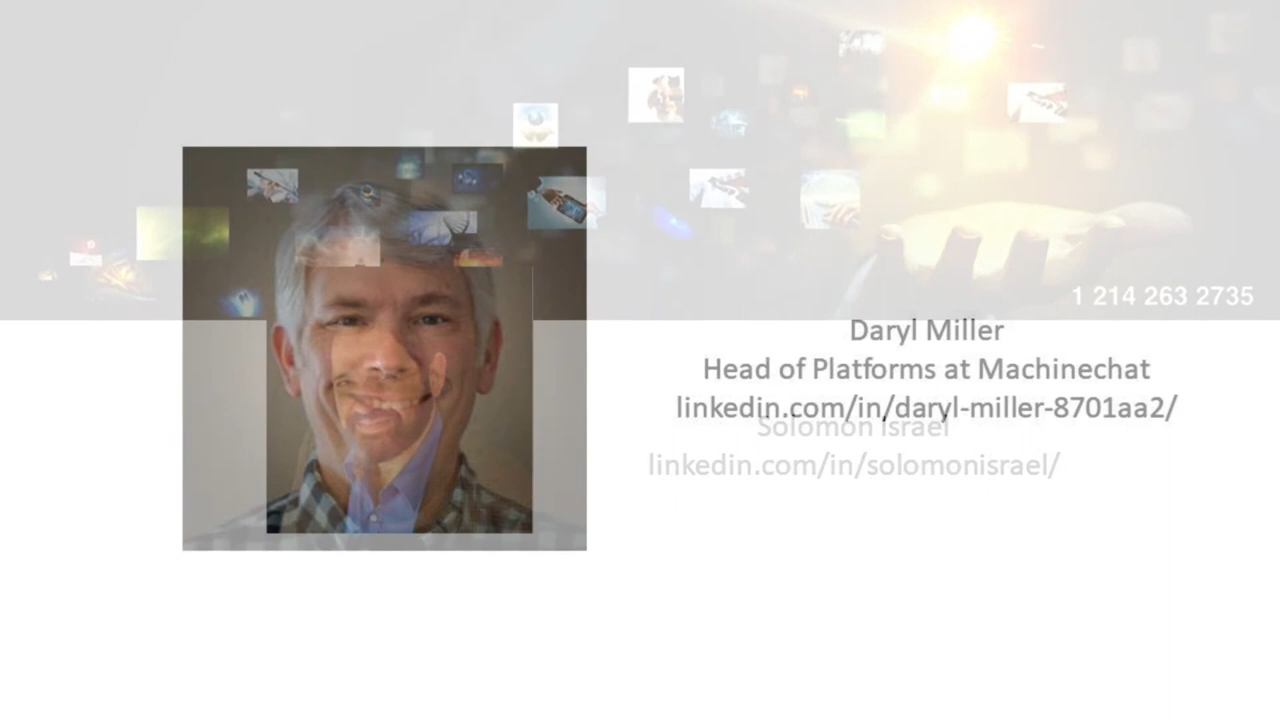 1 214 263 2735
Daryl Miller
Head of Platforms at Machinechat
linkedin.com/in/daryl-miller-8701aa2/
Solomon Israel
linkedin.com/in/solomonisrael/